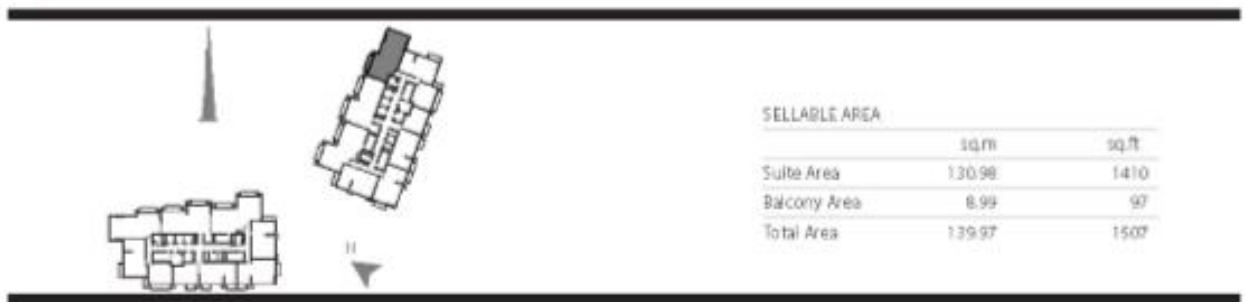 SELLABLE AREA
sq.m sq.ft
Suite Area 130.98 1410
Balcony Area 8.99 97
Total Area 139.97 1507
N